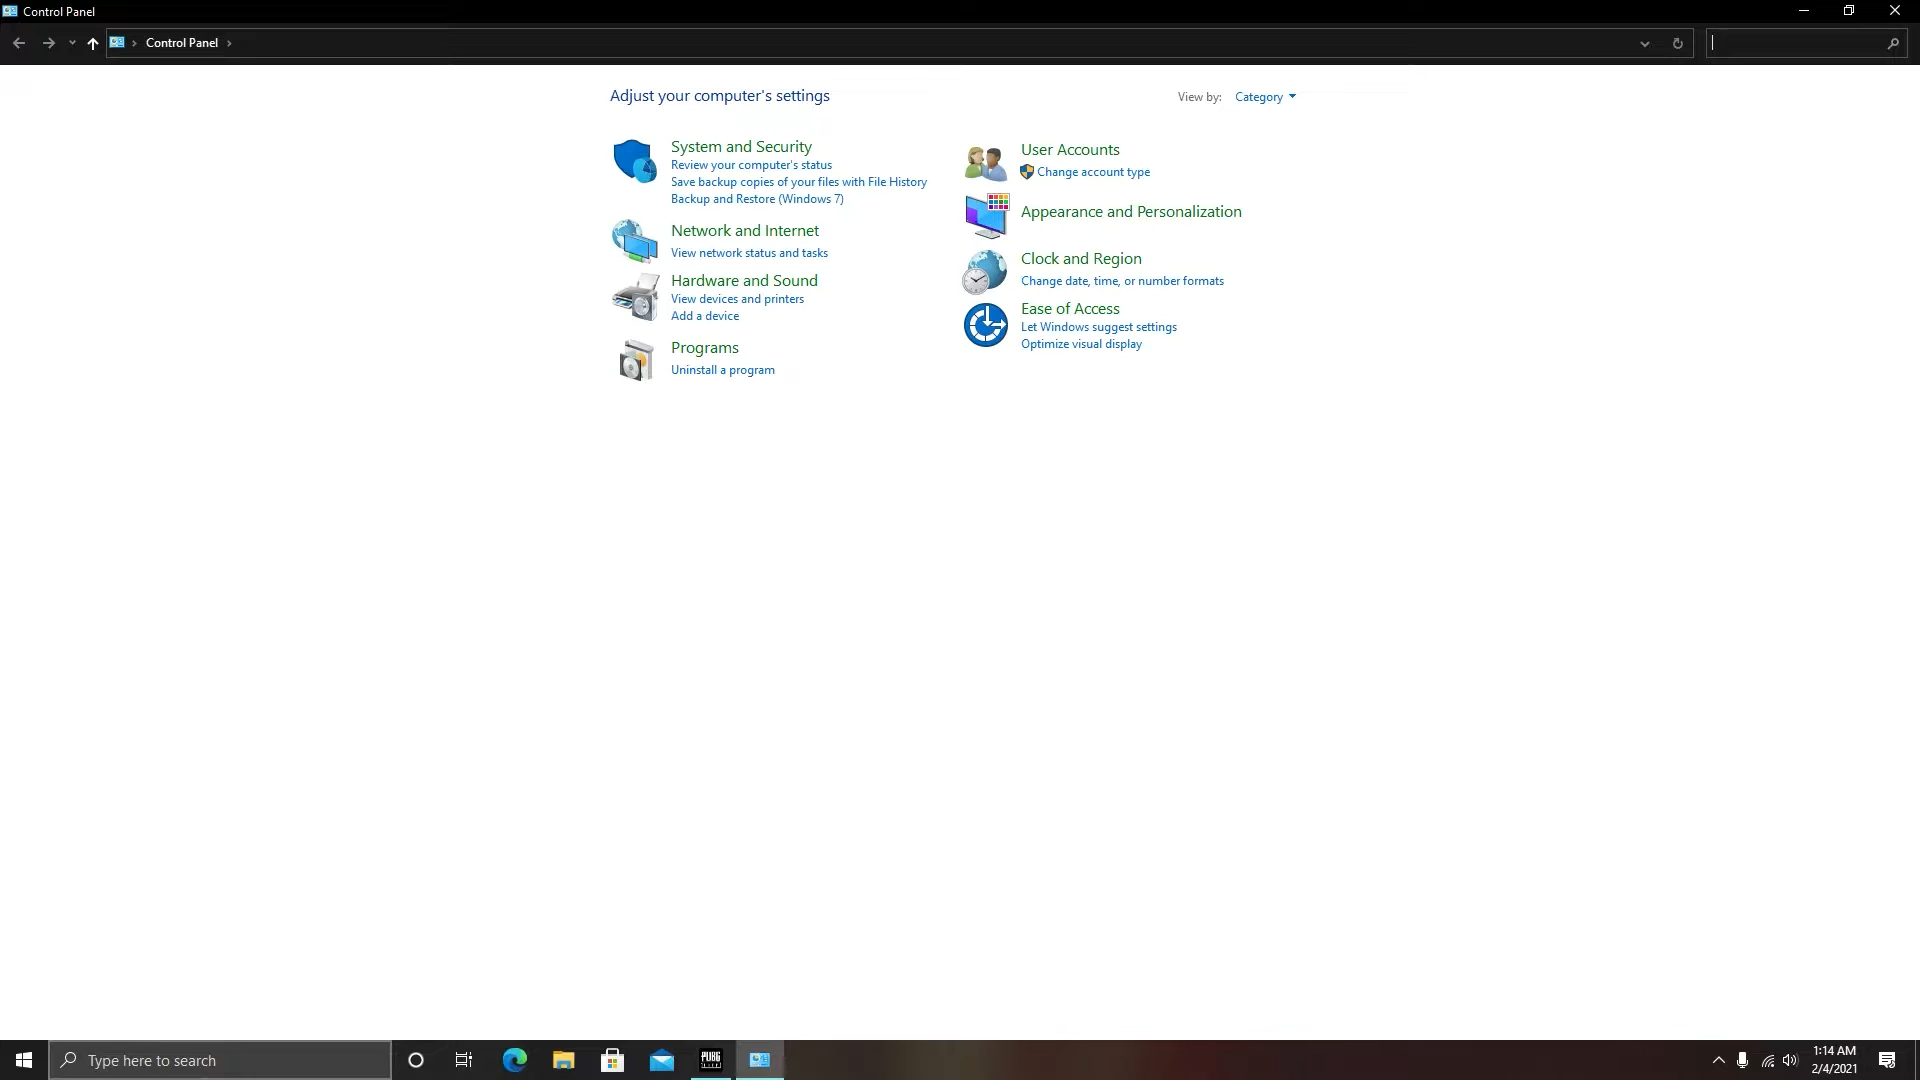 Control Panel
Control Panel
Adjust your computer's settings
View by: Category
System and Security
Review your computer's status
Save backup copies of your files with File History
Backup and Restore (Windows 7)
Network and Internet
View network status and tasks
Hardware and Sound
View devices and printers
Add a device
Programs
Uninstall a program
User Accounts
Change account type
Appearance and Personalization
Clock and Region
Change date, time, or number formats
Ease of Access
Let Windows suggest settings
Optimize visual display
Type here to search
PUBG
1:14 AM
2/4/2021